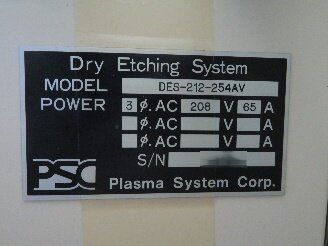 Dry Etching System
MODEL DES-212-254AV
POWER 3 ø. AC 208 V 65 A
ø. AC V A
ø. AC V A
S/N
PSC Plasma System Corp.